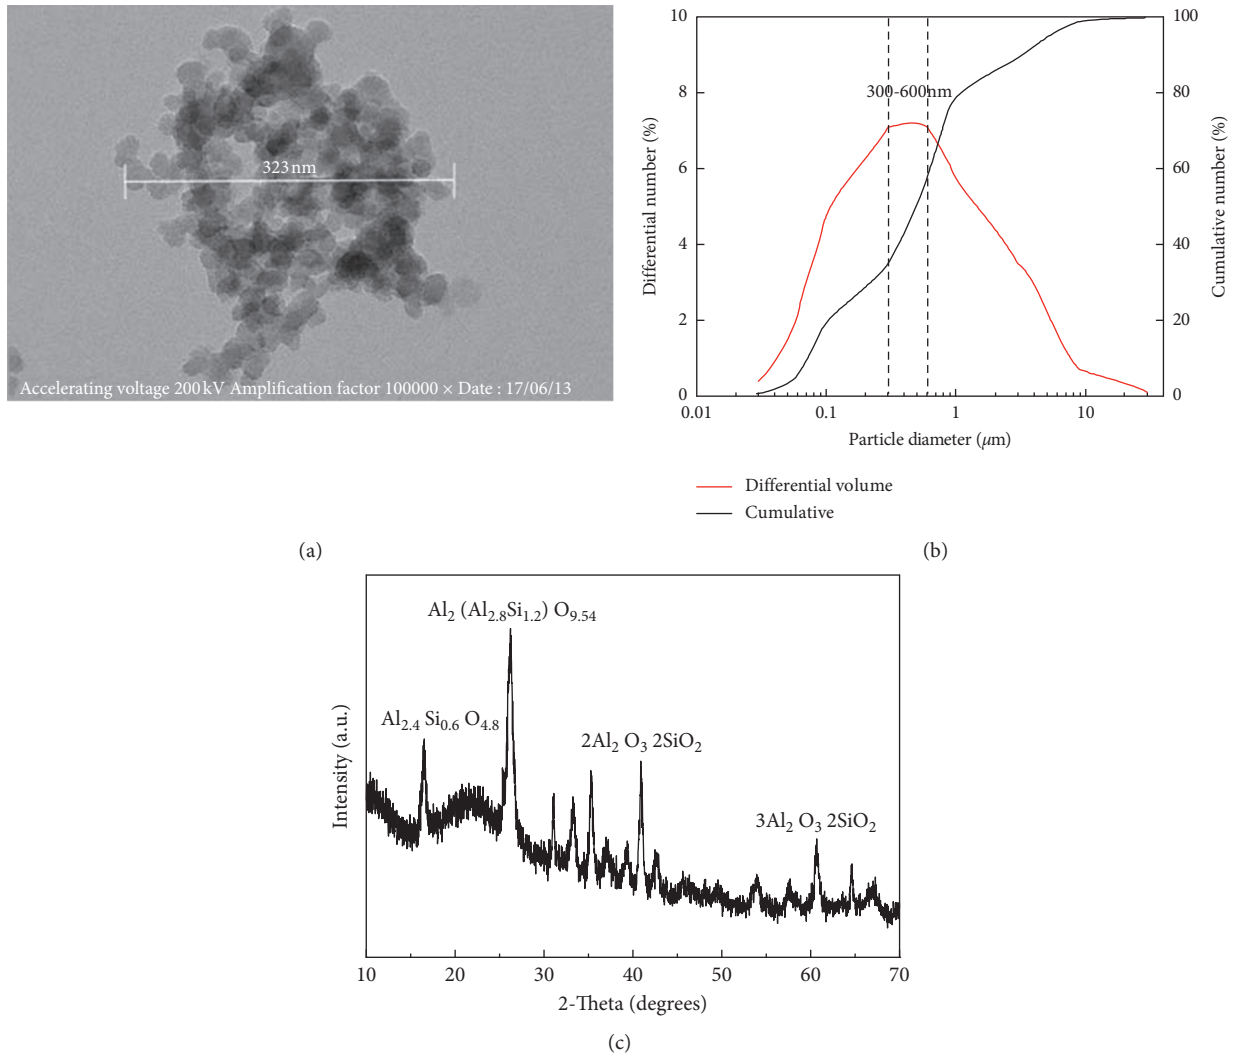 323 nm
Accelerating voltage 200 kV Amplification factor 100000 × Date : 17/06/13
(a)
10
8
6
4
2
0
Differential number (%)
300-600nm
100
80
60
40
20
0
Cumulative number (%)
0.01 0.1 1 10
Particle diameter (μm)
Differential volume
Cumulative
(b)
Al₂ (Al₂.₈Si₁.₂) O₉.₅₄
Al₂.₄ Si₀.₆ O₄.₈
2Al₂ O₃ 2SiO₂
3Al₂ O₃ 2SiO₂
Intensity (a.u.)
10 20 30 40 50 60 70
2-Theta (degrees)
(c)